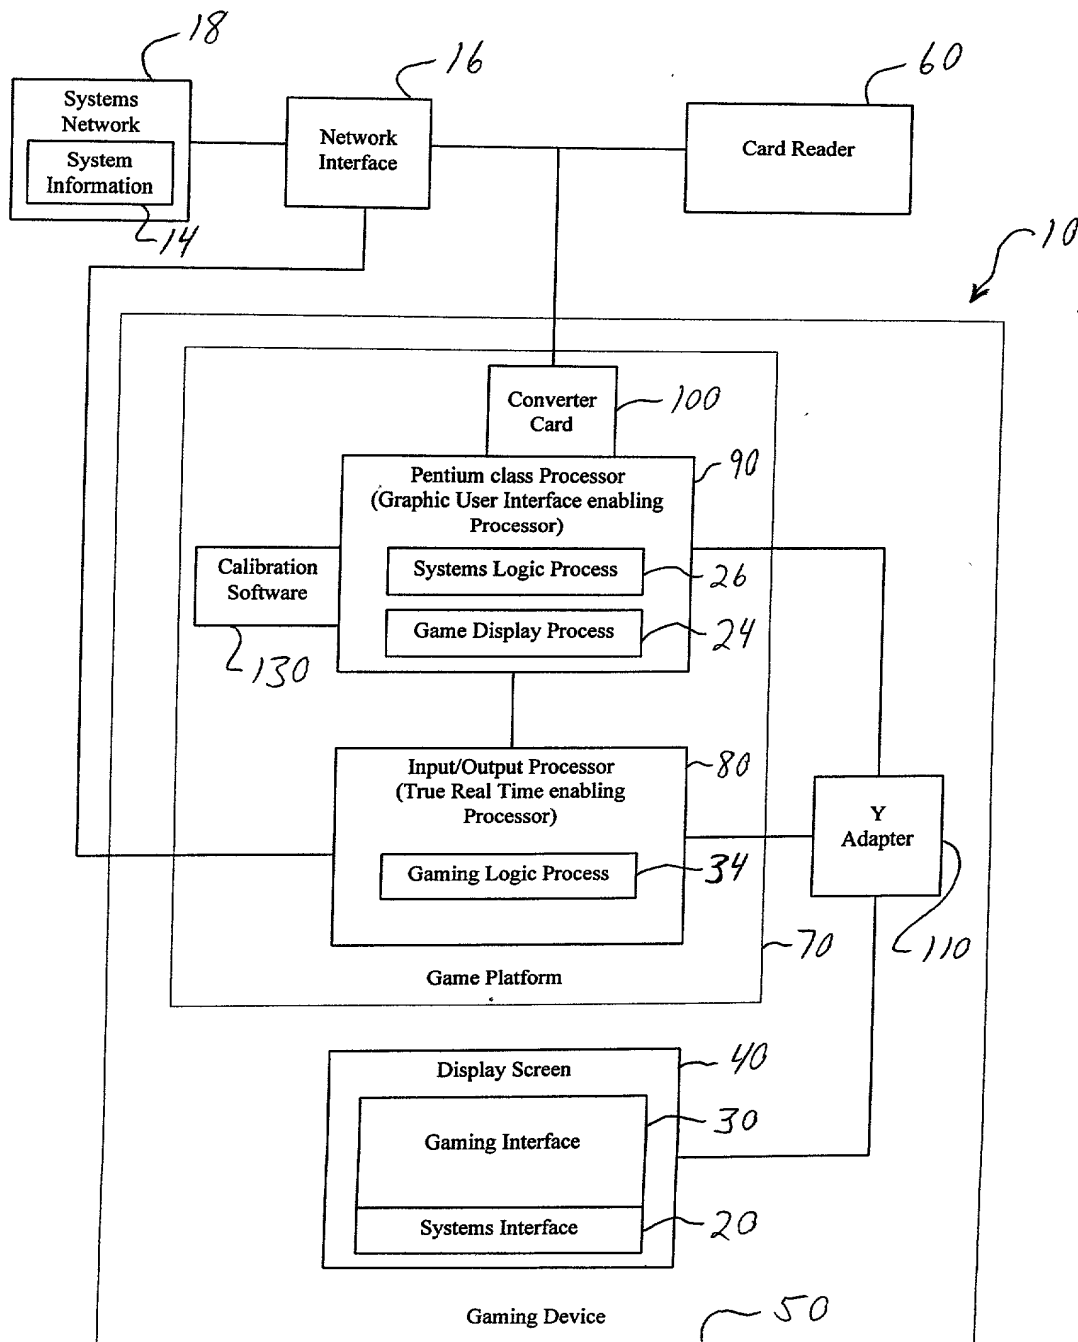 18
16
60
Systems
Network
System
Information
14
Network
Interface
Card Reader
10
Converter
Card
100
Pentium class Processor
(Graphic User Interface enabling
Processor)
90
Systems Logic Process
26
Game Display Process
24
Calibration
Software
130
Input/Output Processor
(True Real Time enabling
Processor)
80
Gaming Logic Process
34
Y
Adapter
110
70
Game Platform
Display Screen
40
Gaming Interface
30
Systems Interface
20
Gaming Device
50